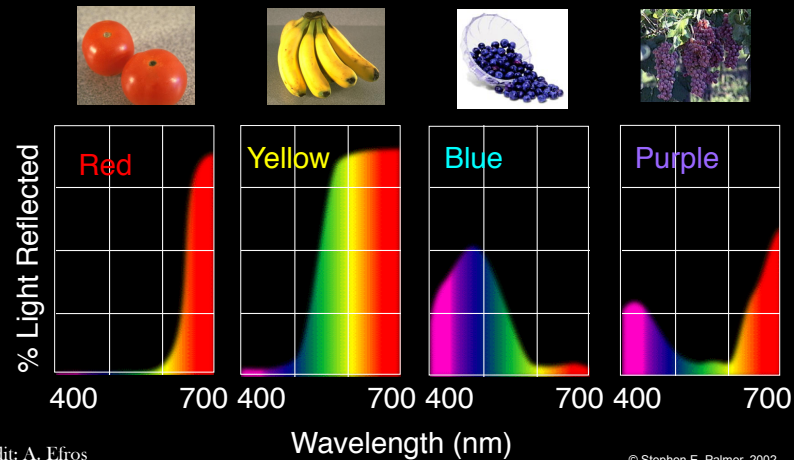 Red
Yellow
Blue
Purple
% Light Reflected
400 700
400 700
400 700
400 700
Wavelength (nm)
dit: A. Efros
© Stephen E. Palmer, 2002